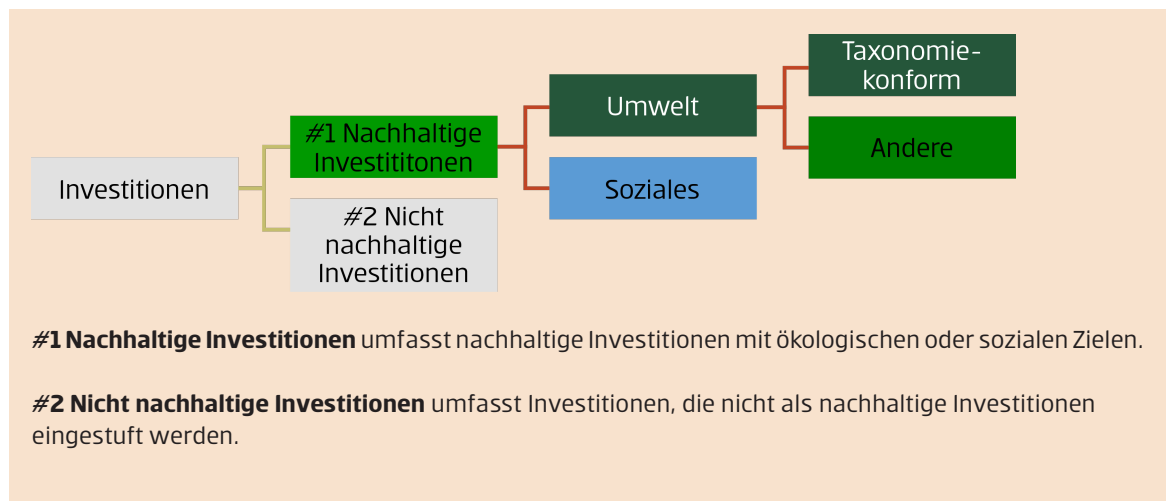 Investitionen
#1 Nachhaltige
Investititonen
#2 Nicht
nachhaltige
Investitionen
Umwelt
Soziales
Taxonomie-
konform
Andere
#1 Nachhaltige Investitionen umfasst nachhaltige Investitionen mit ökologischen oder sozialen Zielen.
#2 Nicht nachhaltige Investitionen umfasst Investitionen, die nicht als nachhaltige Investitionen
eingestuft werden.